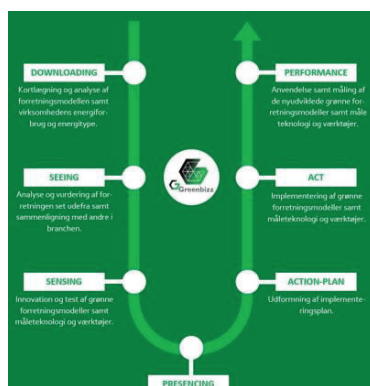 DOWNLOADING
Kortlægning og analyse af
forretningsmodellen samt
virksomhedens energifor-
brug og energitype.
SEEING
Analyse og vurdering af for-
retningen set udefra samt
sammenligning med andre i
branchen.
SENSING
Innovation og test af grønne
forretningsmodeller samt
måleteknologi og værktøjer.
PRESENCING
Greenbiza
PERFORMANCE
Anvendelse samt måling af
de nyudviklede grønne for-
retningsmodeller samt måle
teknologi og værktøjer.
ACT
Implementering af grønne
forretningsmodeller samt
måleteknologi og værktøjer.
ACTION-PLAN
Udformning af implemente-
ringsplan.